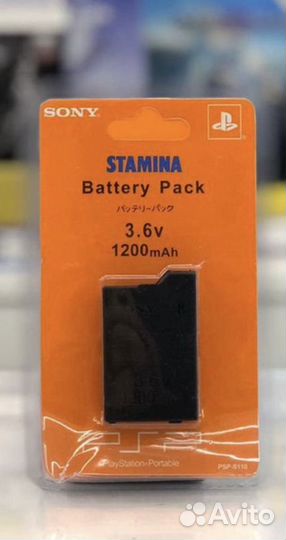 SONY
STAMINA
Battery Pack
バッテリーパック
3.6v
1200mAh
PSP
PlayStation·Portable
PSP-S110
Avito